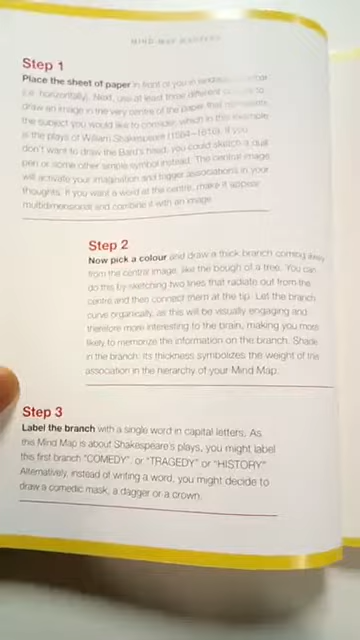 MIND MAP MASTERY
Step 1
Place the sheet of paper in front of you in
(i.e. horizontally). Next, use at least three different to
draw an image in the very centre of the paper that represents
the subject you would like to consider, which in this example
is the plays of William Shakespeare (1564–1616). If you
don't want to draw the Bard's head, you could sketch a quill
pen or some other simple symbol instead. The central image
will activate your imagination and trigger associations in your
thoughts. If you want a word at the centre, make it appear
multidimensional and combine it with an image.
Step 2
Now pick a colour and draw a thick branch coming away
from the central image, like the bough of a tree. You can
do this by sketching two lines that radiate out from the
centre and then connect them at the tip. Let the branch
curve organically, as this will be visually engaging and
therefore more interesting to the brain, making you more
likely to memorize the information on the branch. Shade
in the branch. Its thickness symbolizes the weight of this
association in the hierarchy of your Mind Map.
Step 3
Label the branch with a single word in capital letters. As
this Mind Map is about Shakespeare's plays, you might label
this first branch "COMEDY" or "TRAGEDY" or "HISTORY"
Alternatively, instead of writing a word, you might decide to
draw a comedic mask, a dagger or a crown.